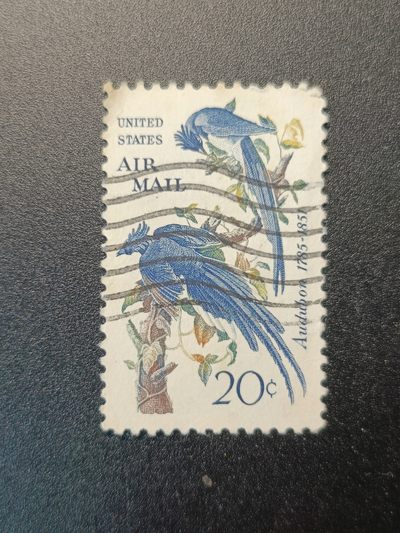 UNITED
STATES
AIR
MAIL
Audubon 1785-1851
20¢